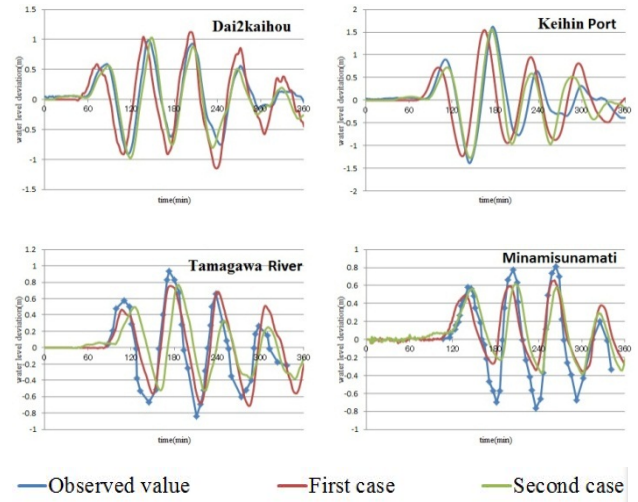 Dai2kaihou
1.5
1
0.5
0
-0.5
-1
-1.5
0 60 120 180 240 300 360
water level deviation(m)
time(min)
Keihin Port
2
1.5
1
0.5
0
-0.5
-1
-1.5
-2
0 60 120 180 240 300 360
water level deviation(m)
time(min)
Tamagawa River
1.2
1
0.8
0.6
0.4
0.2
0
-0.2
-0.4
-0.6
-0.8
-1
0 60 120 180 240 300 360
water level deviation(m)
time(min)
Minamisunamati
1
0.8
0.6
0.4
0.2
0
-0.2
-0.4
-0.6
-0.8
-1
0 60 120 180 240 300 360
water level deviation(m)
time(min)
Observed value First case Second case